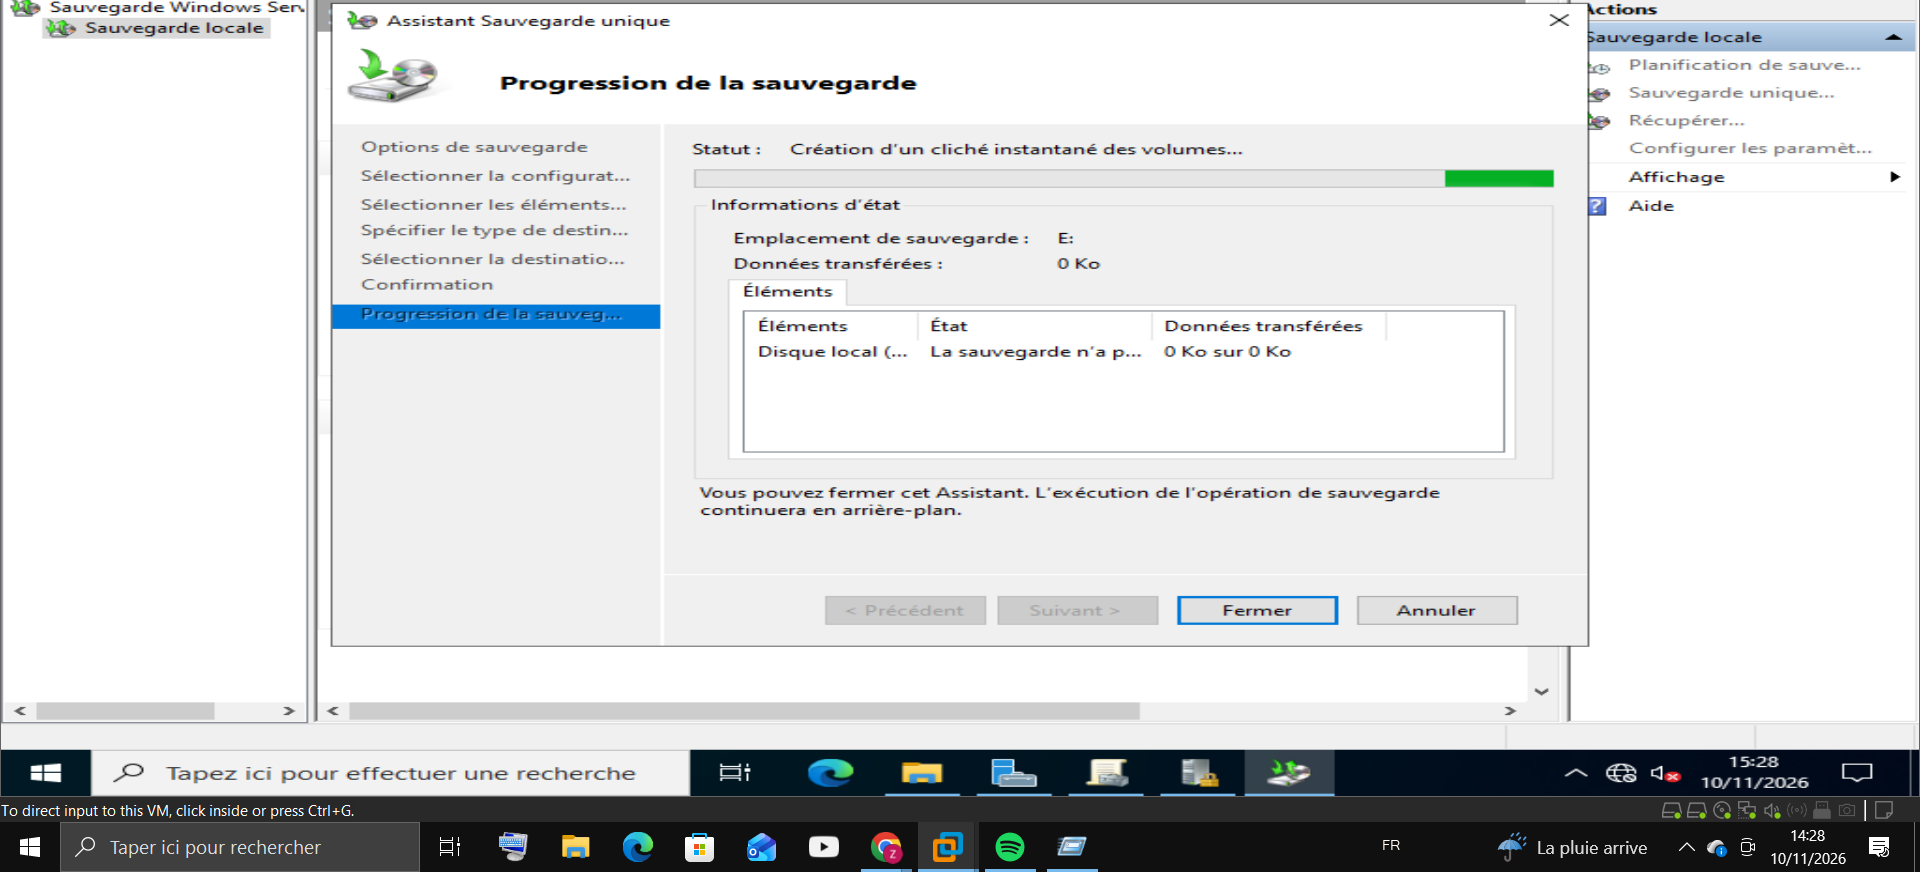 Sauvegarde Windows Ser
Sauvegarde locale
Assistant Sauvegarde unique
Progression de la sauvegarde
Options de sauvegarde
Sélectionner la configurat...
Sélectionner les éléments...
Spécifier le type de destin...
Sélectionner la destinatio...
Confirmation
Progression de la sauveg...
Statut : Création d'un cliché instantané des volumes...
Informations d'état
Emplacement de sauvegarde : E:
Données transférées : 0 Ko
Éléments
Éléments État Données transférées
Disque local (... La sauvegarde n'a p... 0 Ko sur 0 Ko
Vous pouvez fermer cet Assistant. L'exécution de l'opération de sauvegarde
continuera en arrière-plan.
< Précédent Suivant > Fermer Annuler
Actions
Sauvegarde locale
Planification de sauve...
Sauvegarde unique...
Récupérer...
Configurer les paramèt...
Affichage
Aide
Tapez ici pour effectuer une recherche
15:28
10/11/2026
To direct input to this VM, click inside or press Ctrl+G.
Taper ici pour rechercher
FR
La pluie arrive
14:28
10/11/2026